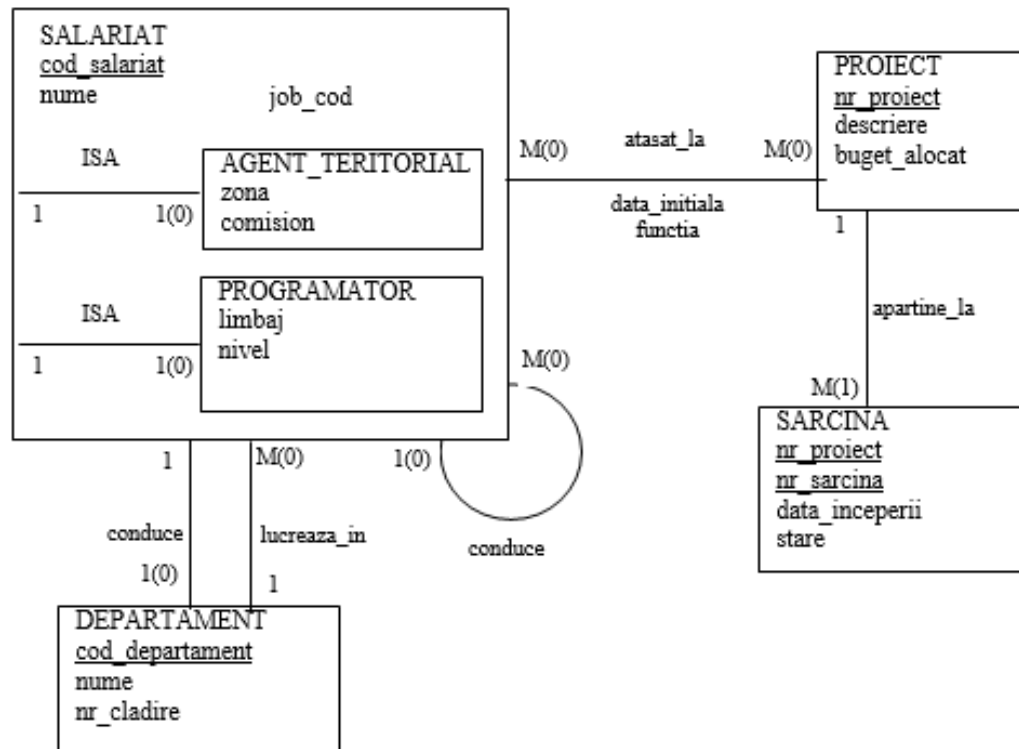 SALARIAT
cod_salariat
nume
job_cod
ISA
1
1(0)
AGENT_TERITORIAL
zona
comision
ISA
1
1(0)
PROGRAMATOR
limbaj
nivel
M(0)
atasat_la
M(0)
data_initiala
functia
PROIECT
nr_proiect
descriere
buget_alocat
1
apartine_la
M(1)
SARCINA
nr_proiect
nr_sarcina
data_inceperii
stare
M(0)
1(0)
conduce
1
conduce
1(0)
M(0)
lucreaza_in
1
DEPARTAMENT
cod_departament
nume
nr_cladire